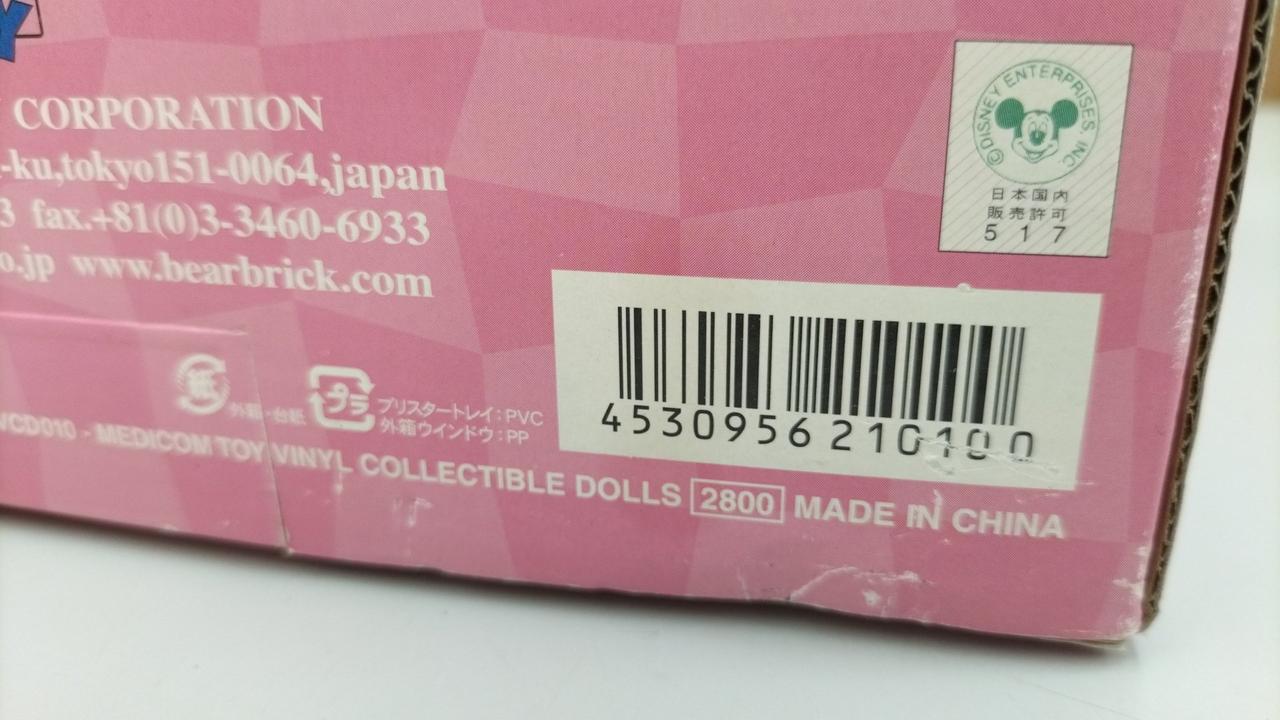 Y
CORPORATION
-ku,tokyo151-0064,japan
3 fax.+81(0)3-3460-6933
o.jp www.bearbrick.com
©DISNEY ENTERPRISES, INC
日本国内
販売許可
517
紙
外箱・台紙
プラ
ブリスタートレイ:PVC
外箱ウインドウ:PP
4530956210100
VCD010 - MEDICOM TOY VINYL COLLECTIBLE DOLLS 2800 MADE IN CHINA